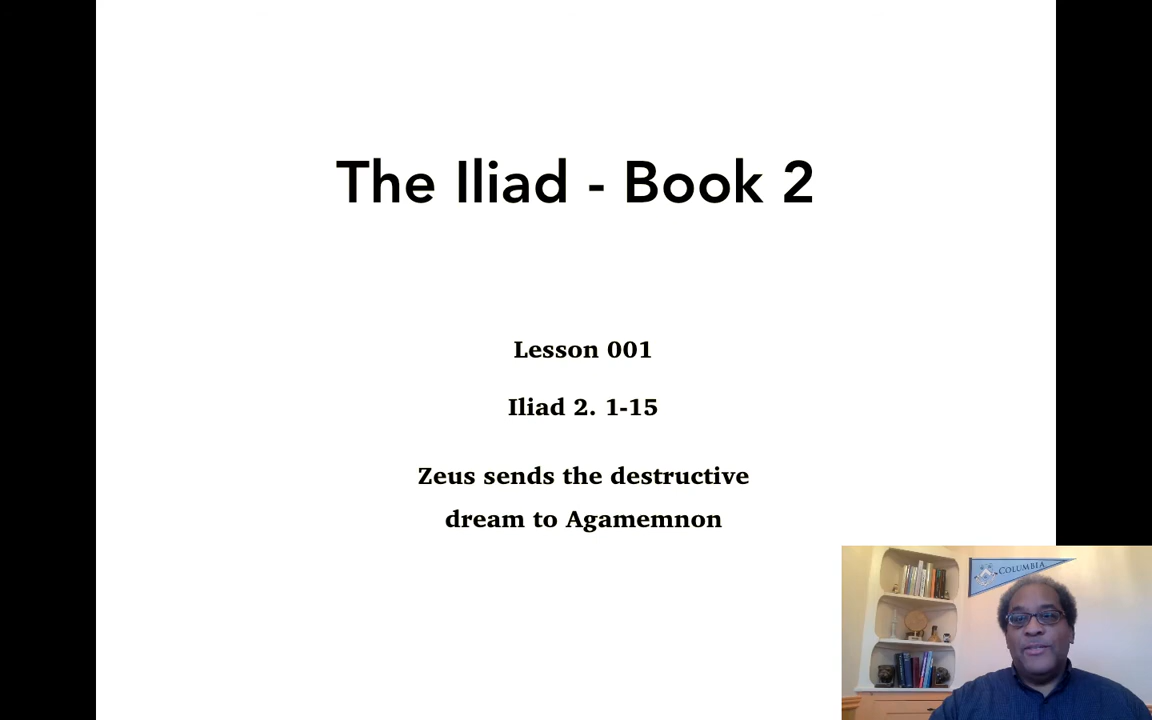 The Iliad - Book 2
Lesson 001
Iliad 2. 1-15
Zeus sends the destructive
dream to Agamemnon
COLUMBIA